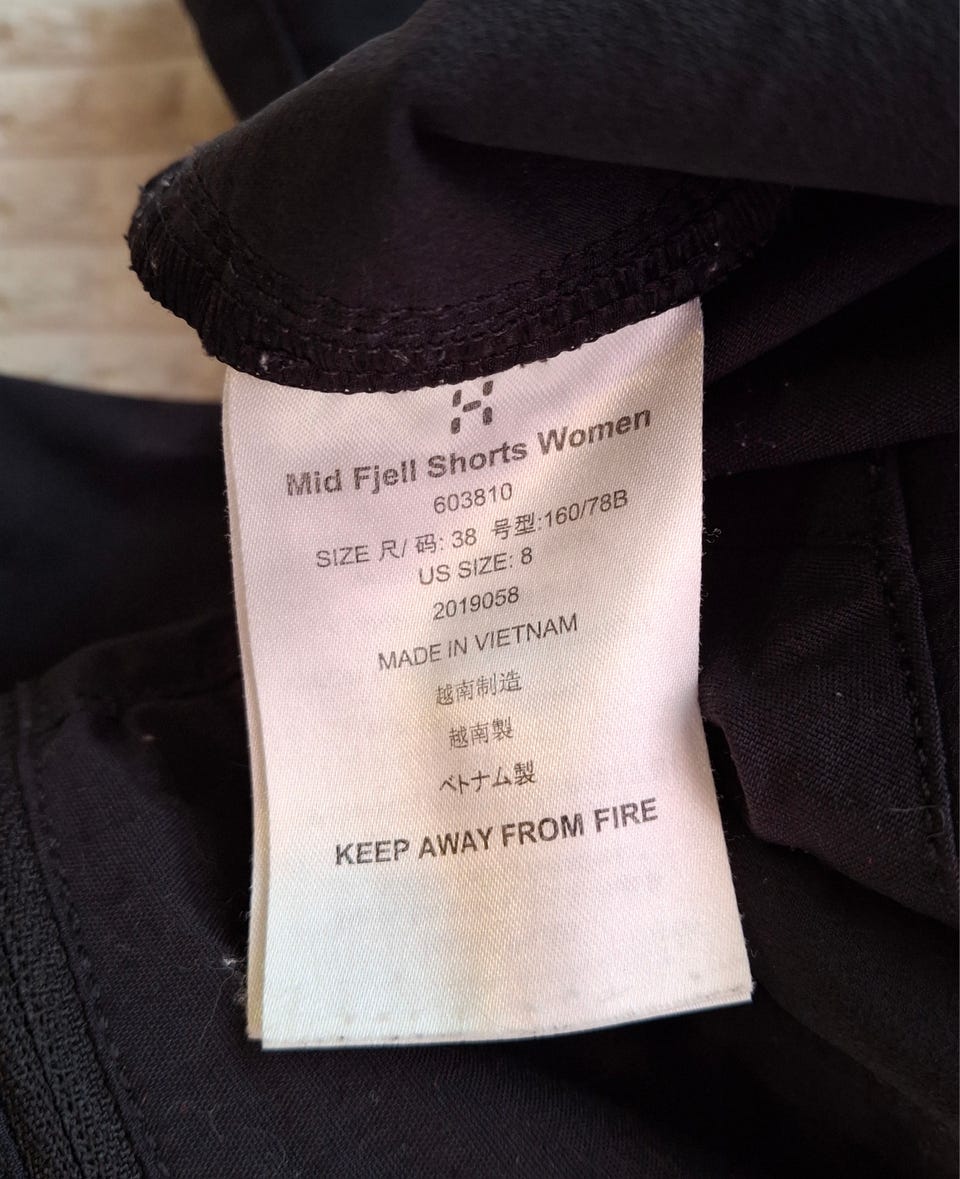 Mid Fjell Shorts Women
603810
SIZE 尺/ 码: 38 号型:160/78B
US SIZE: 8
2019058
MADE IN VIETNAM
越南制造
越南製
ベトナム製
KEEP AWAY FROM FIRE